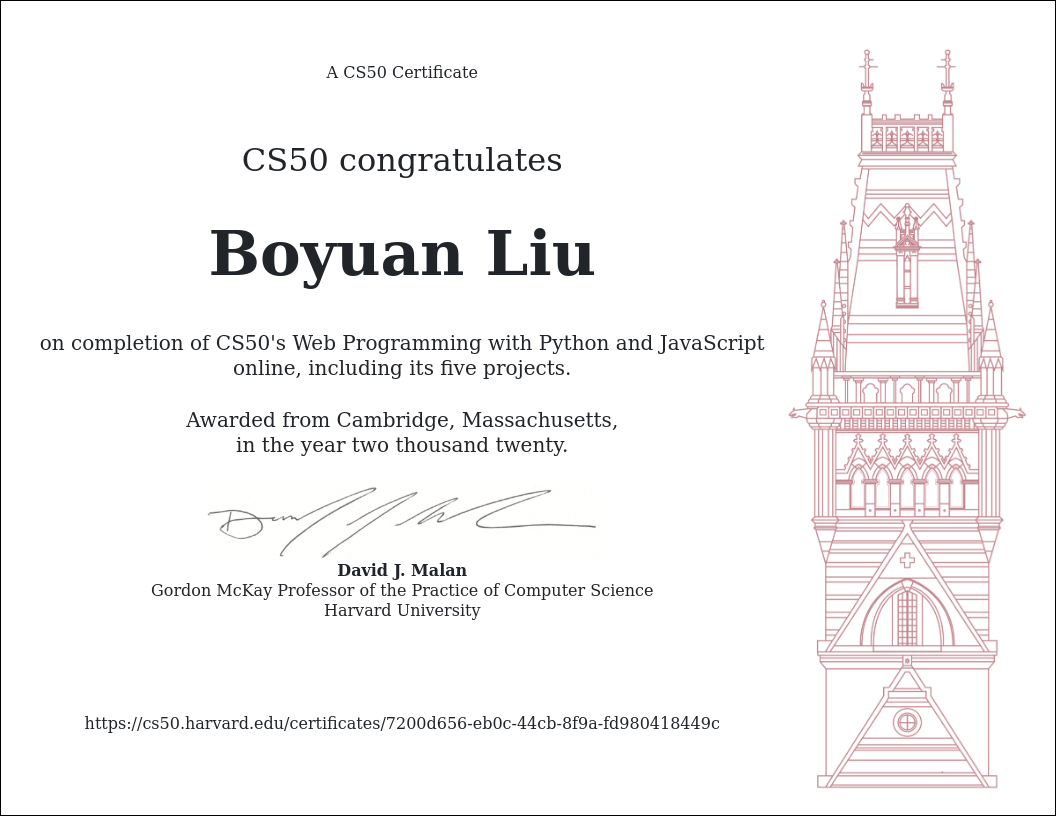 A CS50 Certificate
CS50 congratulates
Boyuan Liu
on completion of CS50's Web Programming with Python and JavaScript
online, including its five projects.
Awarded from Cambridge, Massachusetts,
in the year two thousand twenty.
David J. Malan
Gordon McKay Professor of the Practice of Computer Science
Harvard University
https://cs50.harvard.edu/certificates/7200d656-eb0c-44cb-8f9a-fd980418449c